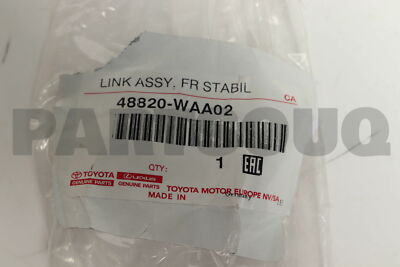 LINK ASSY, FR STABIL
CA
48820-WAA02
PARTSOUQ
QTY:
1
EAC
TOYOTA
GENUINE PARTS
LEXUS
GENUINE PARTS
TOYOTA MOTOR EUROPE NV/SA
MADE IN
Germany